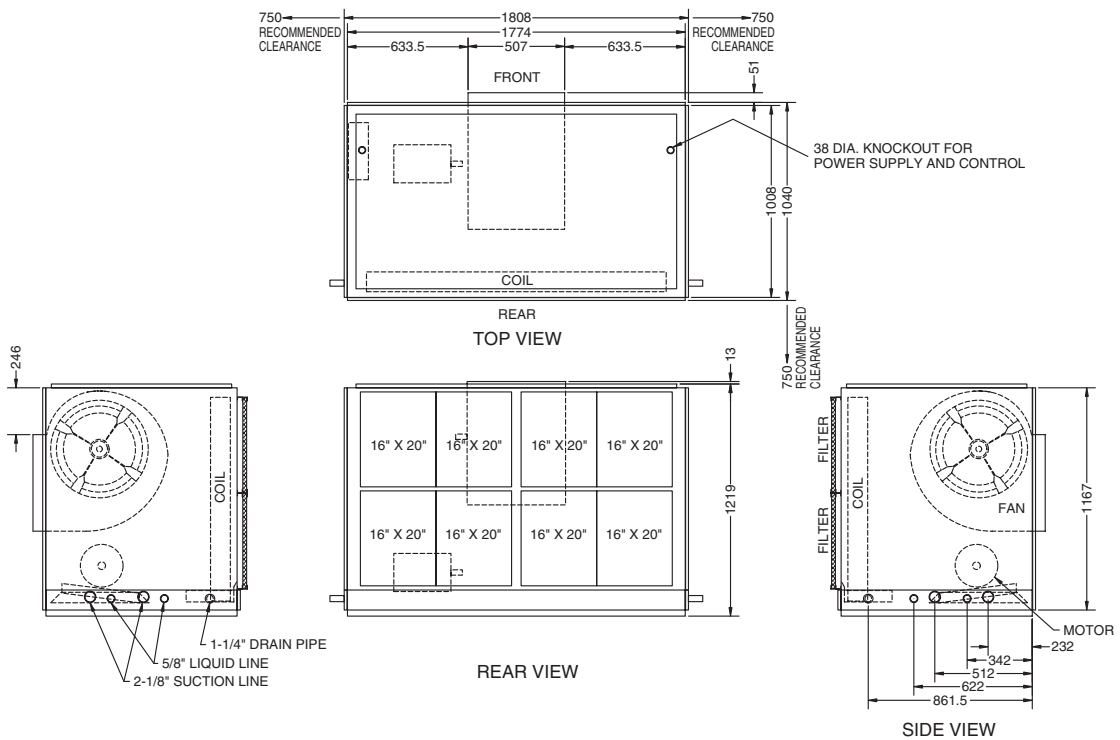 750
1808
750
RECOMMENDED
CLEARANCE
1774
RECOMMENDED
CLEARANCE
633.5
507
633.5
FRONT
51
38 DIA. KNOCKOUT FOR
POWER SUPPLY AND CONTROL
1008
1040
COIL
REAR
TOP VIEW
750
RECOMMENDED
CLEARANCE
246
COIL
1-1/4" DRAIN PIPE
5/8" LIQUID LINE
2-1/8" SUCTION LINE
13
16" X 20"
16" X 20"
16" X 20"
16" X 20"
16" X 20"
16" X 20"
16" X 20"
16" X 20"
1219
REAR VIEW
FILTER
FILTER
COIL
FAN
1167
MOTOR
232
342
512
622
861.5
SIDE VIEW